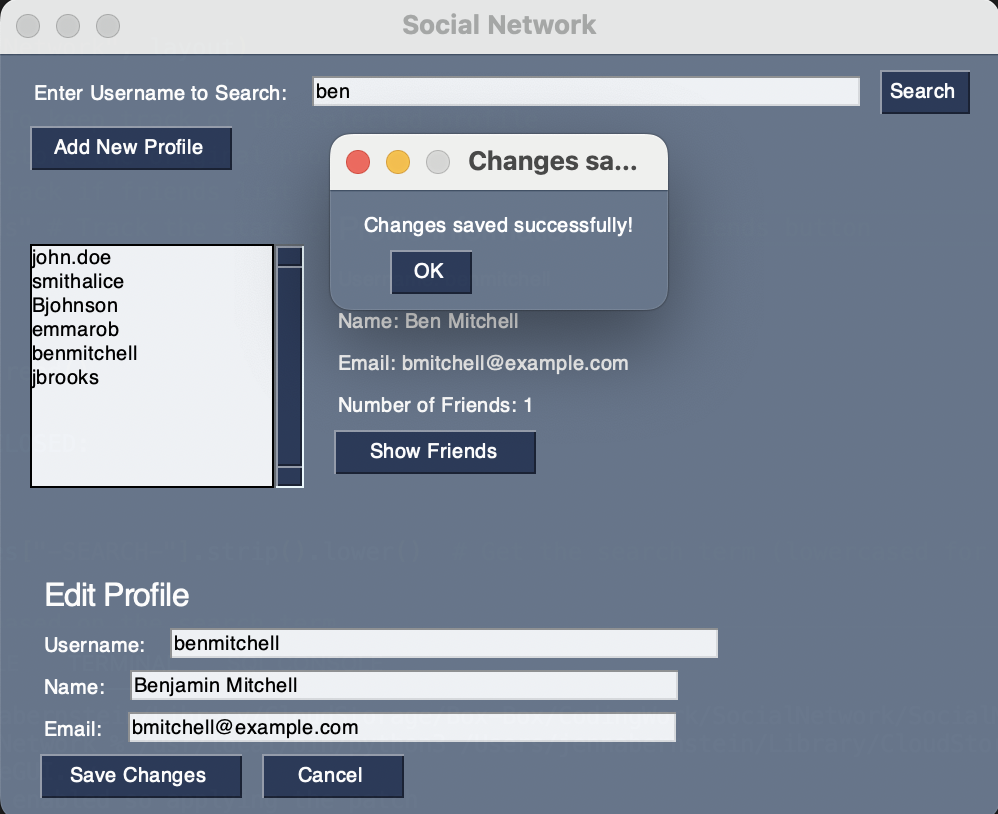 Social Network
Enter Username to Search: ben Search
Add New Profile
Changes sa...
Changes saved successfully!
OK
john.doe
smithalice
Bjohnson
emmarob
benmitchell
jbrooks
Name: Ben Mitchell
Email: bmitchell@example.com
Number of Friends: 1
Show Friends
Edit Profile
Username: benmitchell
Name: Benjamin Mitchell
Email: bmitchell@example.com
Save Changes Cancel